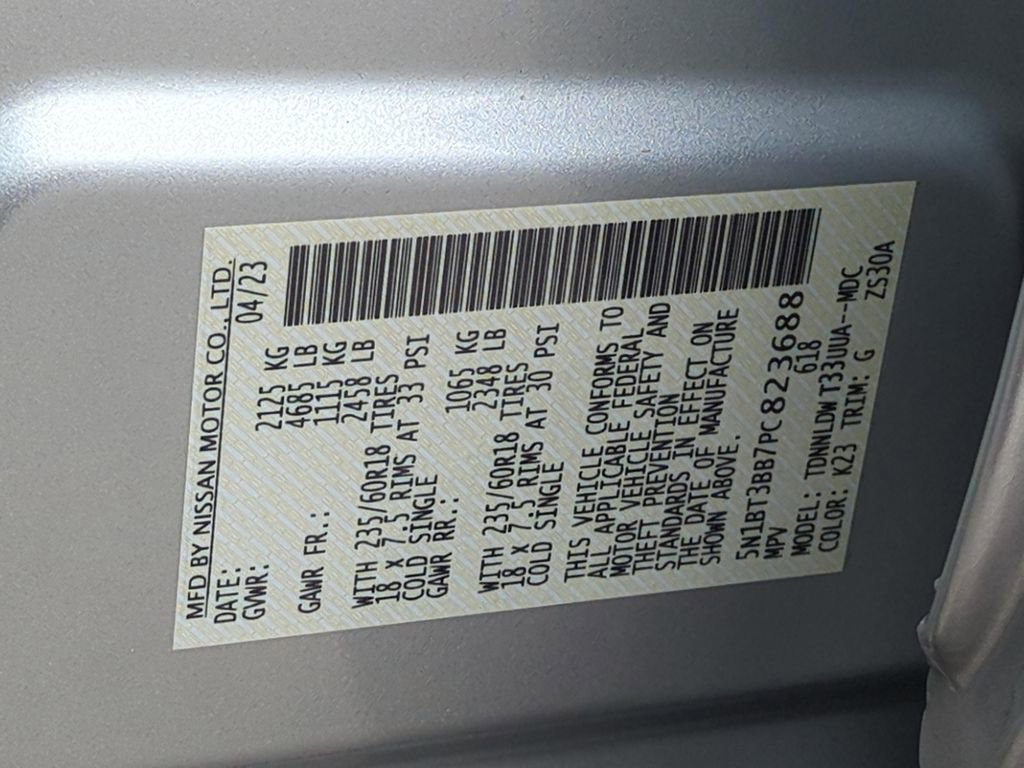 MFD BY NISSAN MOTOR CO., LTD.
DATE: 04/23
GVWR: 2125 KG
4685 LB
GAWR FR.: 1115 KG
2458 LB
WITH 235/60R18 TIRES
18 X 7.5 RIMS AT 33 PSI
COLD SINGLE
GAWR RR.: 1065 KG
2348 LB
WITH 235/60R18 TIRES
18 X 7.5 RIMS AT 30 PSI
COLD SINGLE
THIS VEHICLE CONFORMS TO
ALL APPLICABLE FEDERAL
MOTOR VEHICLE SAFETY AND
THEFT PREVENTION
STANDARDS IN EFFECT ON
THE DATE OF MANUFACTURE
SHOWN ABOVE.
5N1BT3BB7PC823688
MPV 618
MODEL: TDNNLDWT33UUA--MDC
COLOR: K23 TRIM: G ZS30A